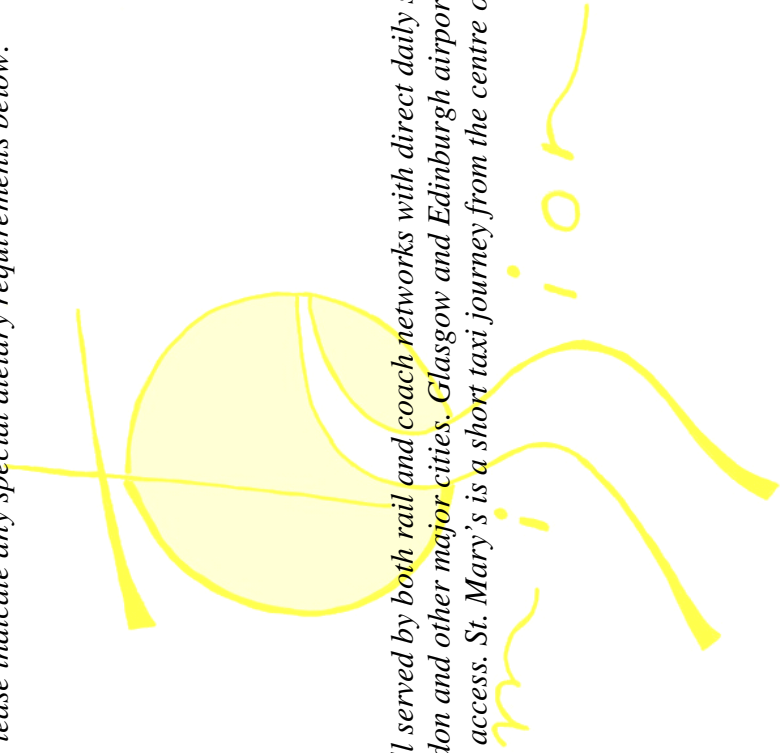 lease indicate any special dietary requirements below.
l served by both rail and coach networks with direct daily s
don and other major cities. Glasgow and Edinburgh airpor
access. St. Mary's is a short taxi journey from the centre o
n i ior